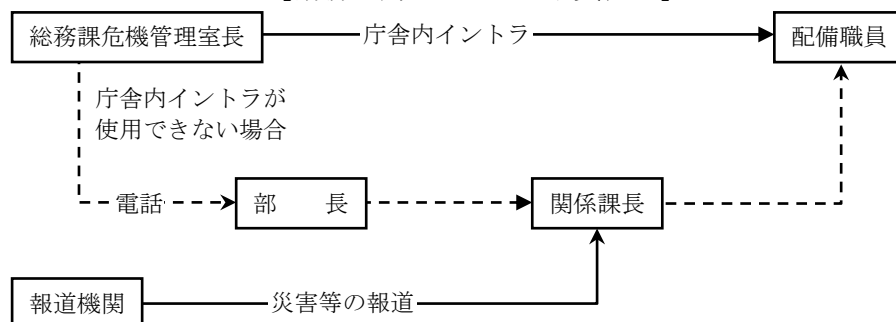 総務課危機管理室長 庁舎内イントラ 配備職員
庁舎内イントラが
使用できない場合
電話 部　　長 関係課長
報道機関 災害等の報道